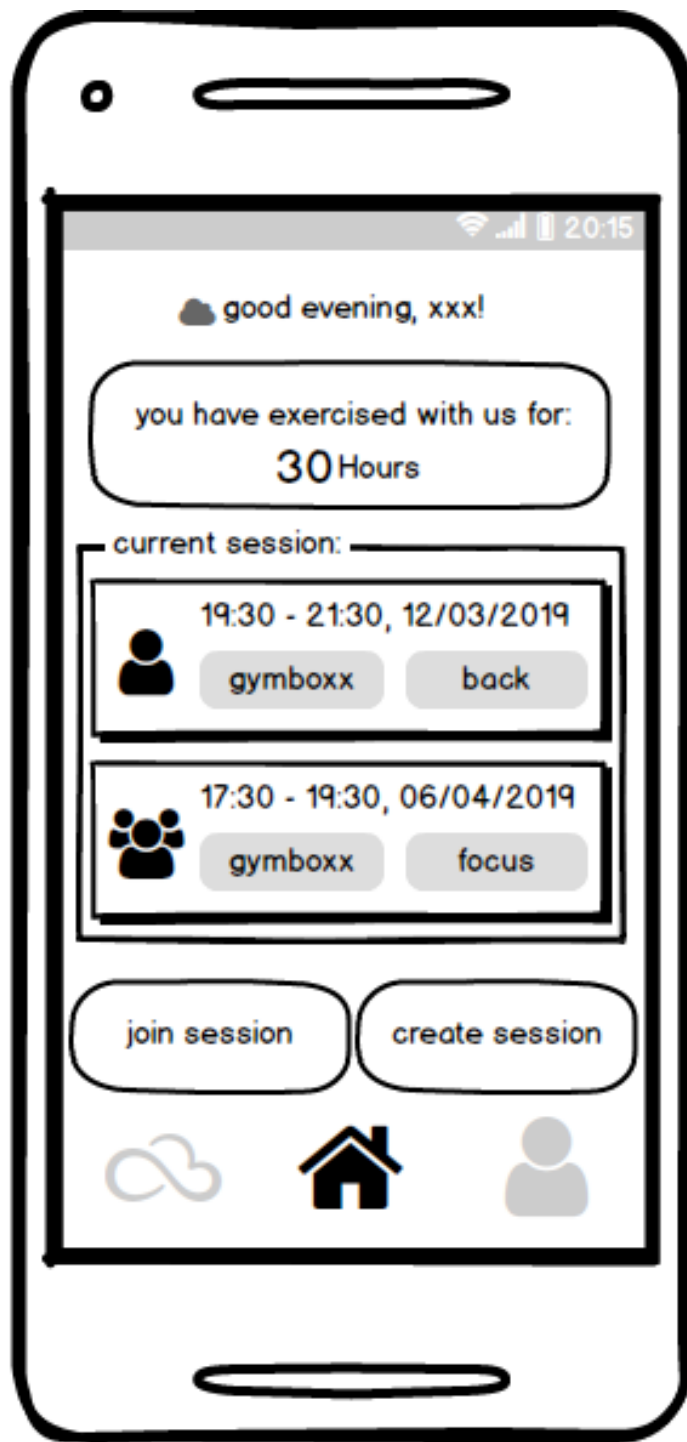 20:15
good evening, xxx!
you have exercised with us for:
30 Hours
current session:
19:30 - 21:30, 12/03/2019
gymboxx back
17:30 - 19:30, 06/04/2019
gymboxx focus
join session create session